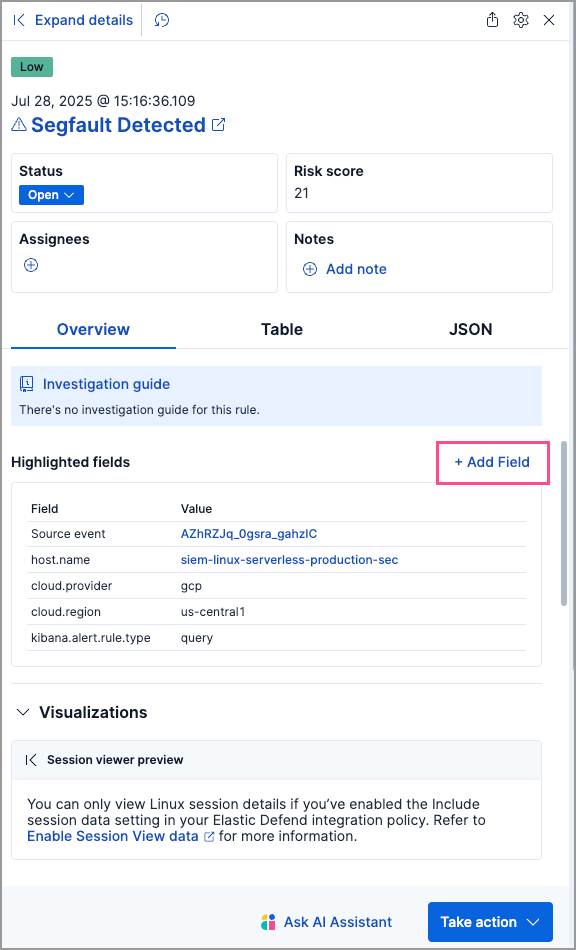 Expand details
Low
Jul 28, 2025 @ 15:16:36.109
Segfault Detected
Status
Open
Risk score
21
Assignees
Notes
Add note
Overview
Table
JSON
Investigation guide
There's no investigation guide for this rule.
Highlighted fields
+ Add Field
Field Value
Source event AZhRZJq_0gsra_gahzIC
host.name siem-linux-serverless-production-sec
cloud.provider gcp
cloud.region us-central1
kibana.alert.rule.type query
Visualizations
Session viewer preview
You can only view Linux session details if you’ve enabled the Include
session data setting in your Elastic Defend integration policy. Refer to
Enable Session View data for more information.
Ask AI Assistant
Take action